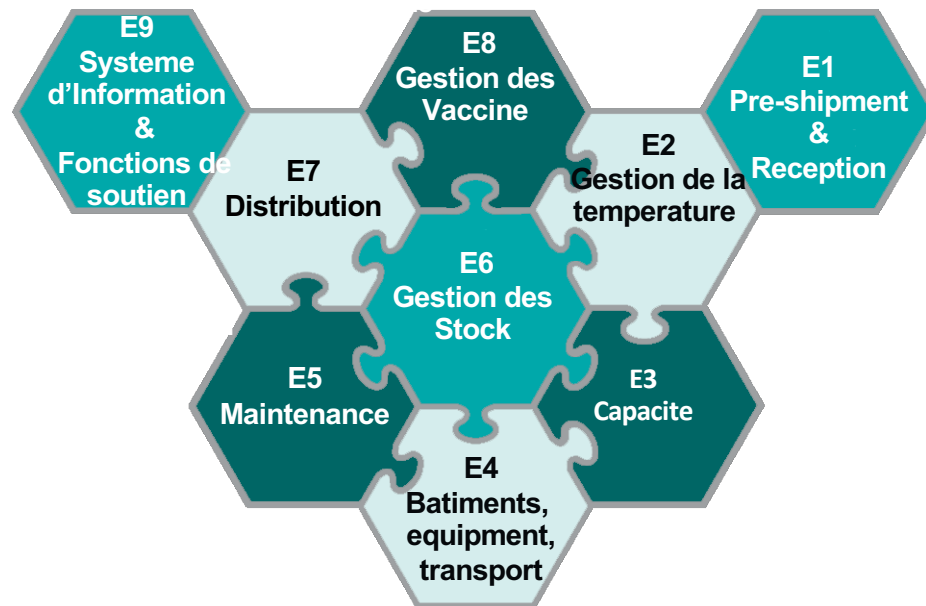 E9
Systeme
d'Information
&
Fonctions de
soutien
E8
Gestion des
Vaccine
E1
Pre-shipment
&
Reception
E7
Distribution
E2
Gestion de la
temperature
E6
Gestion des
Stock
E5
Maintenance
E3
Capacite
E4
Batiments,
equipment,
transport